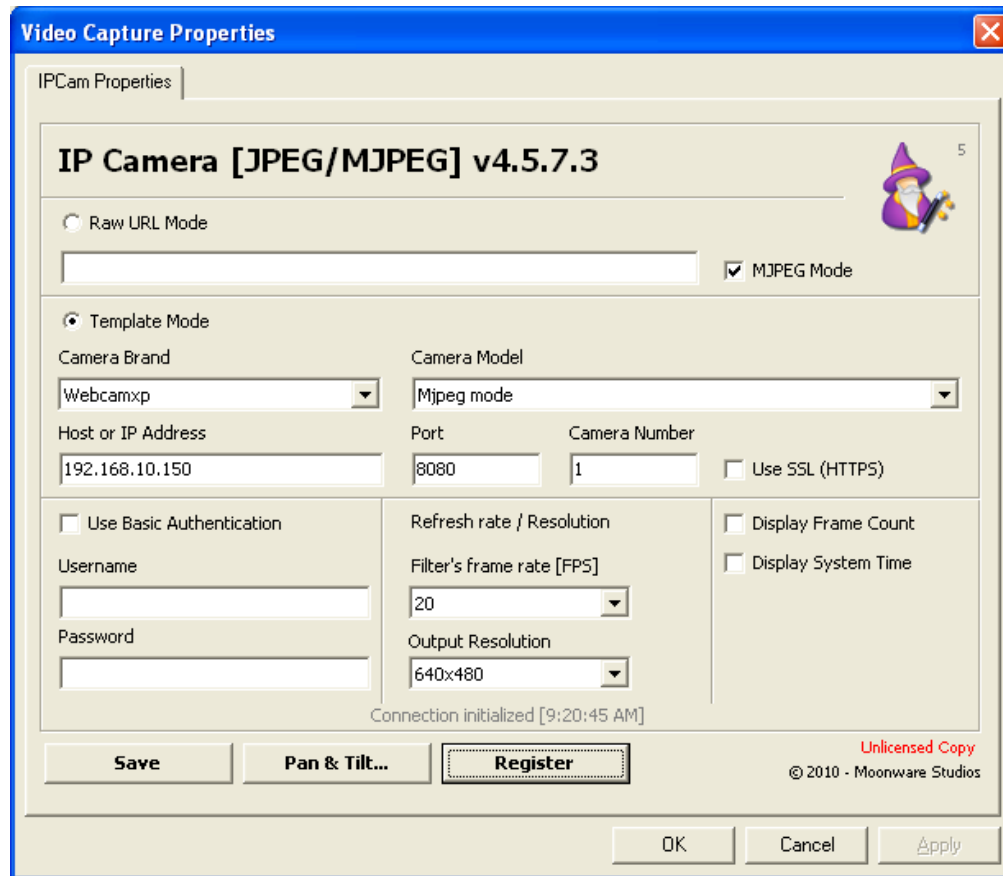 Video Capture Properties
IPCam Properties
IP Camera [JPEG/MJPEG] v4.5.7.3
5
Raw URL Mode
MJPEG Mode
Template Mode
Camera Brand
Camera Model
Webcamxp
Mjpeg mode
Host or IP Address
Port
Camera Number
192.168.10.150
8080
1
Use SSL (HTTPS)
Use Basic Authentication
Refresh rate / Resolution
Display Frame Count
Username
Filter's frame rate [FPS]
Display System Time
20
Password
Output Resolution
640x480
Connection initialized [9:20:45 AM]
Save
Pan & Tilt...
Register
Unlicensed Copy
© 2010 - Moonware Studios
OK
Cancel
Apply